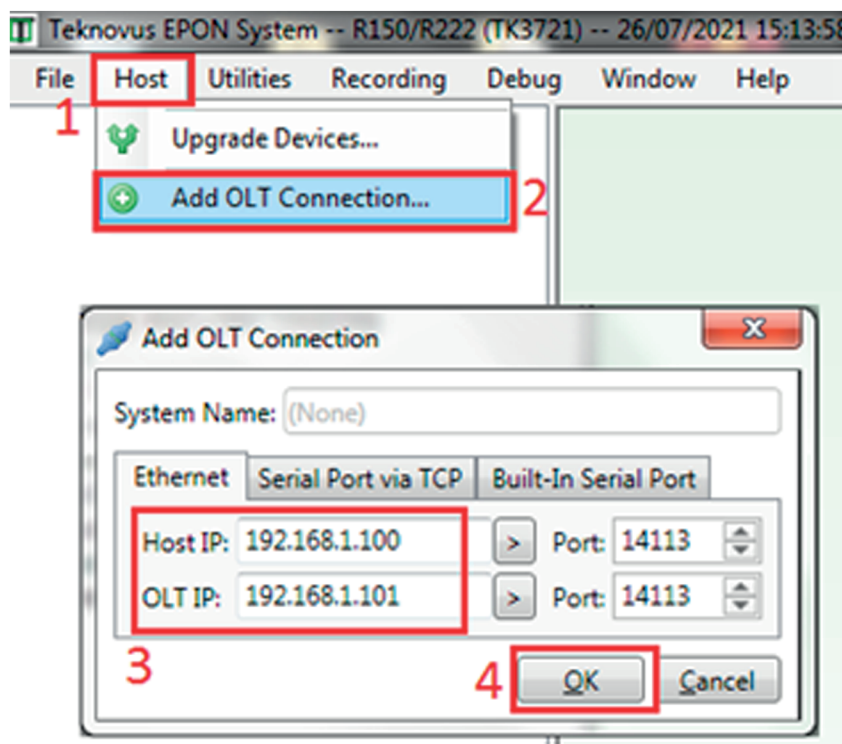 Teknovus EPON System -- R150/R222 (TK3721) -- 26/07/2021 15:13:58
File Host Utilities Recording Debug Window Help
1
Upgrade Devices...
Add OLT Connection...
2
Add OLT Connection
System Name: (None)
Ethernet Serial Port via TCP Built-In Serial Port
Host IP: 192.168.1.100 > Port: 14113
OLT IP: 192.168.1.101 > Port: 14113
3
4 OK Cancel